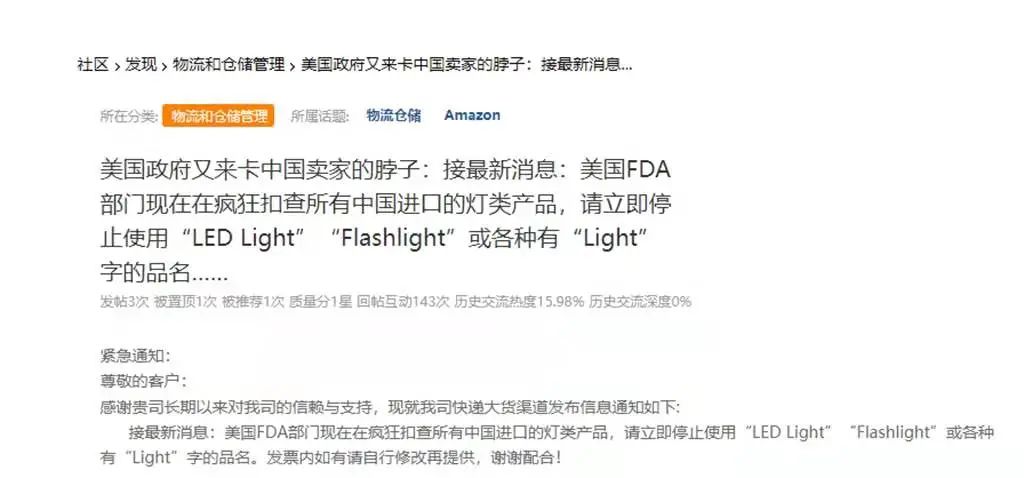 社区 › 发现 › 物流和仓储管理 › 美国政府又来卡中国卖家的脖子：接最新消息...
所在分类: 物流和仓储管理 所属话题: 物流仓储 Amazon
美国政府又来卡中国卖家的脖子：接最新消息：美国FDA
部门现在在疯狂扣查所有中国进口的灯类产品，请立即停
止使用“LED Light” “Flashlight”或各种有“Light”
字的品名......
发帖3次 被置顶1次 被推荐1次 质量分1星 回帖互动143次 历史交流热度15.98% 历史交流深度0%
紧急通知：
尊敬的客户：
感谢贵司长期以来对我司的信赖与支持，现就我司快递大货渠道发布信息通知如下:
接最新消息：美国FDA部门现在在疯狂扣查所有中国进口的灯类产品，请立即停止使用“LED Light” “Flashlight”或各种
有“Light”字的品名。发票内如有请自行修改再提供，谢谢配合！